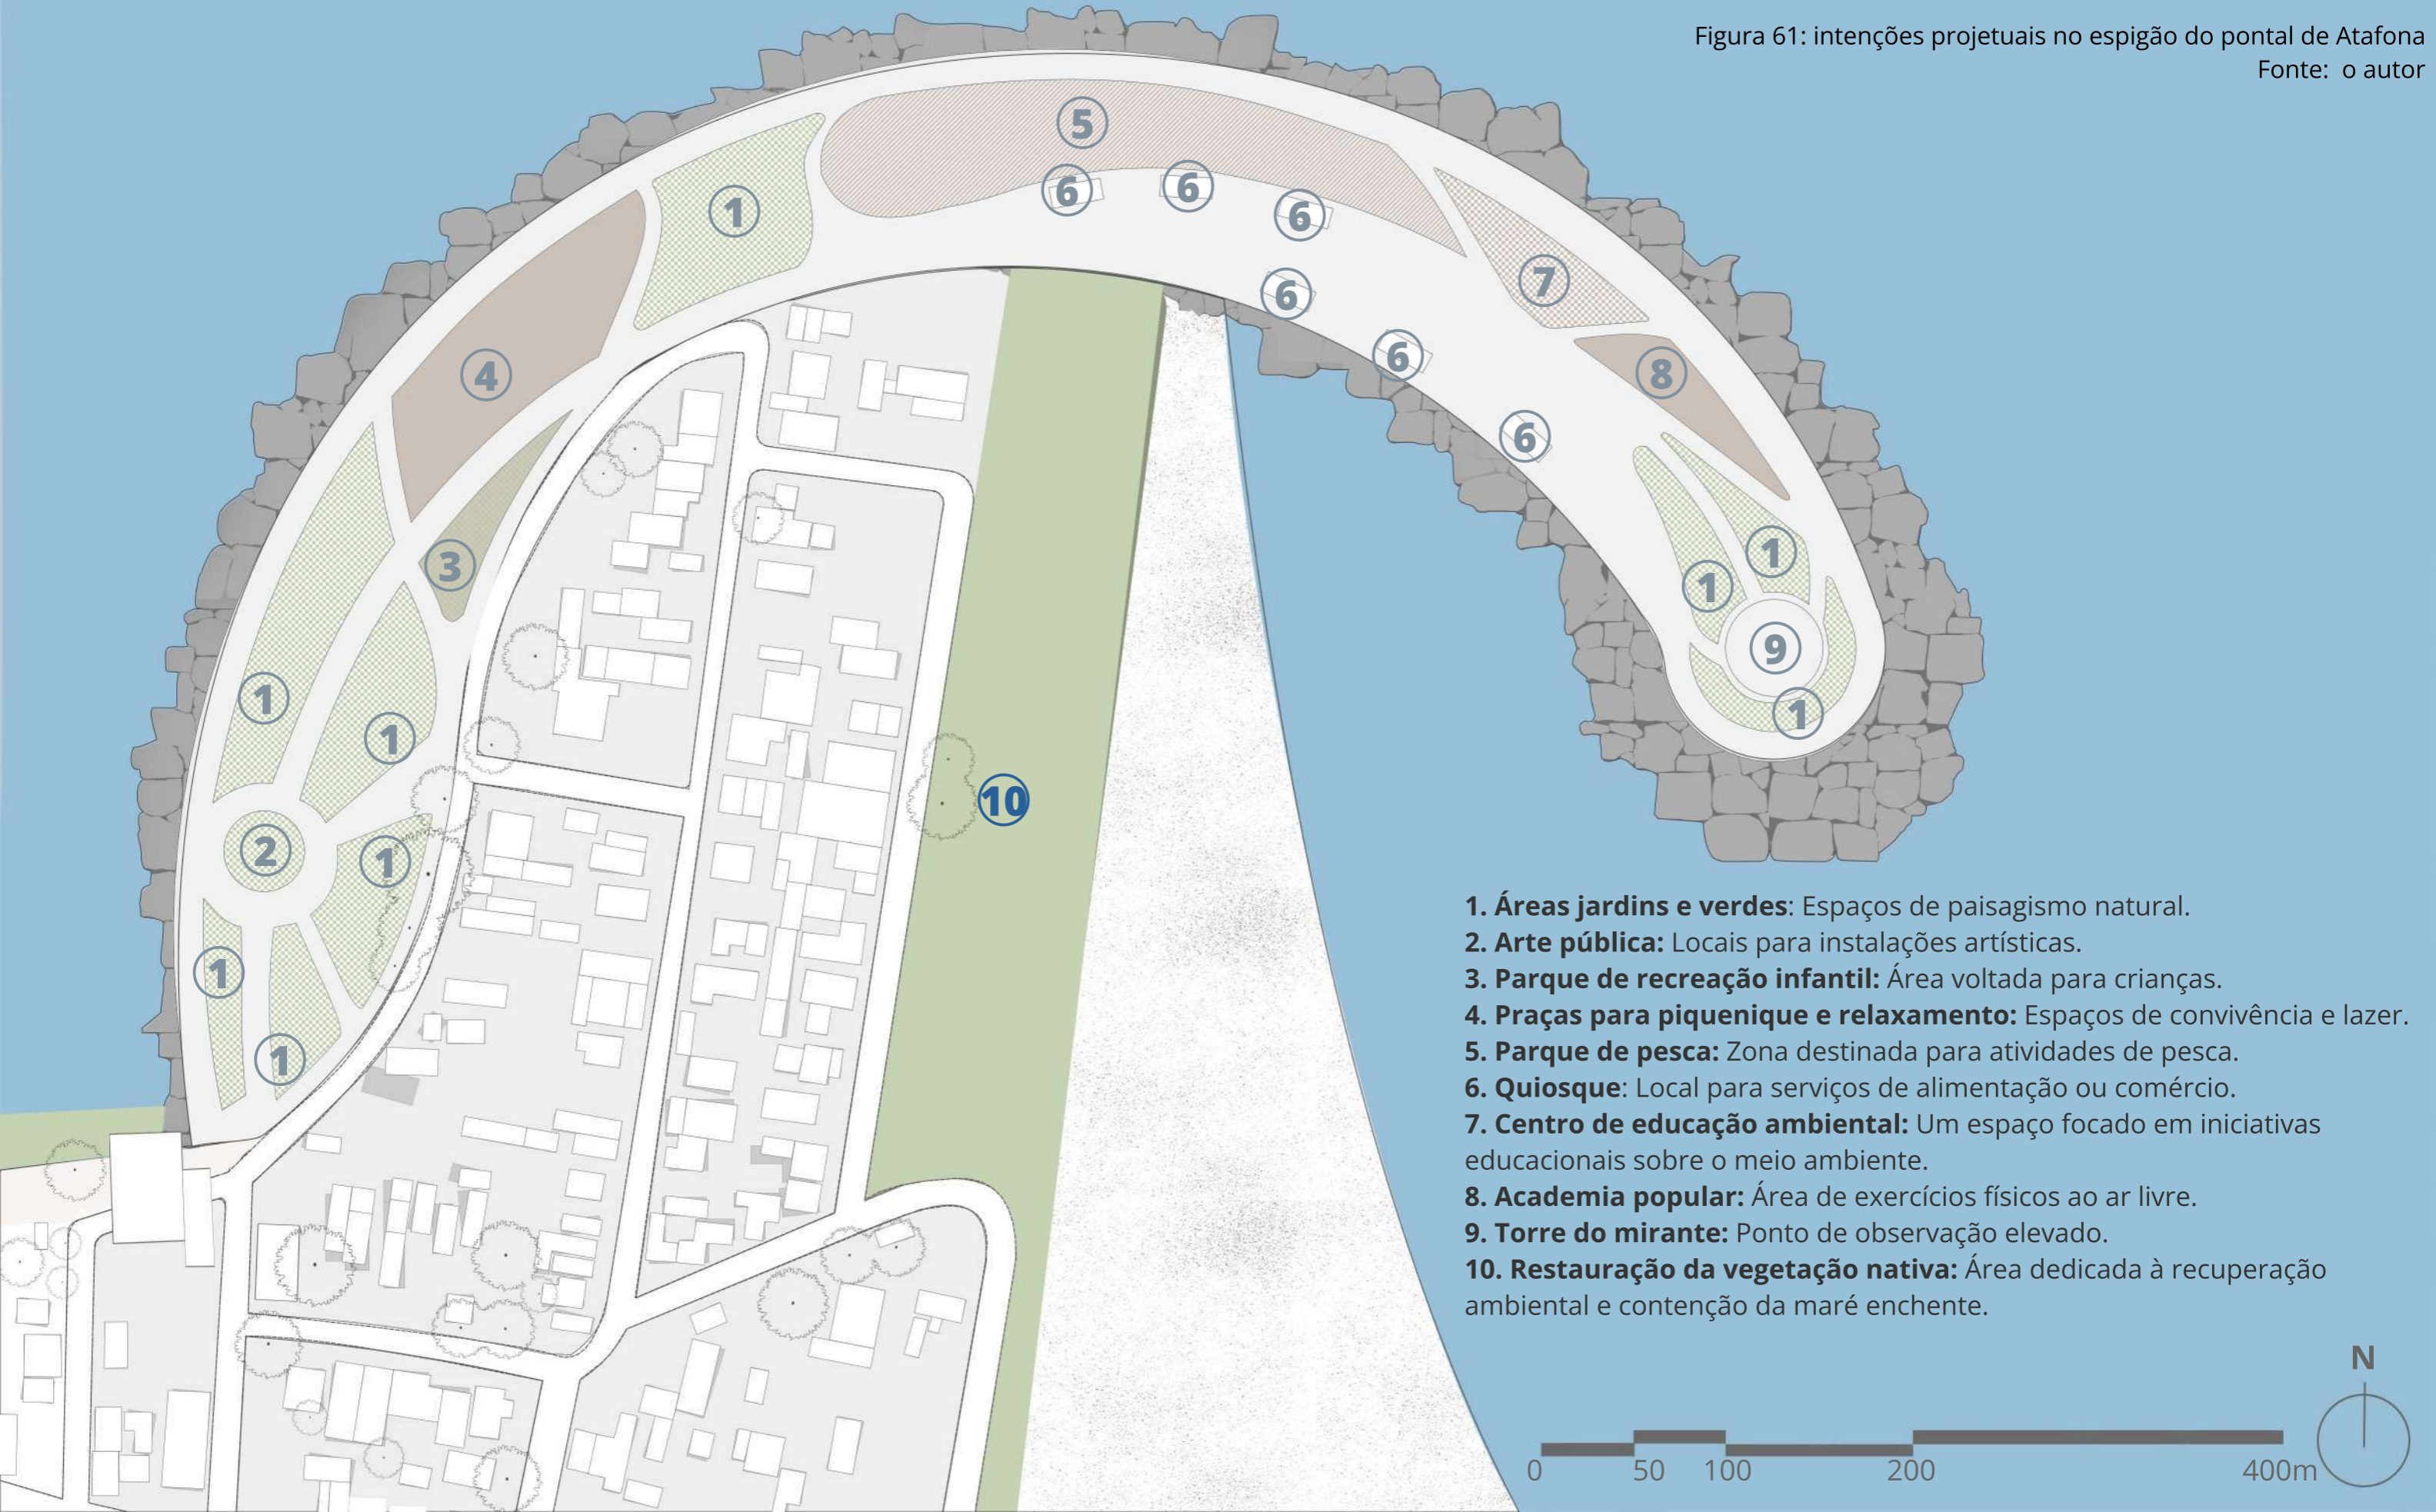 Figura 61: intenções projetuais no espigão do pontal de Atafona
Fonte: o autor
5
6
6
6
1
7
6
4
8
6
6
3
1
1
9
1
1
1
10
2
1
1
1
1. Áreas jardins e verdes: Espaços de paisagismo natural.
2. Arte pública: Locais para instalações artísticas.
3. Parque de recreação infantil: Área voltada para crianças.
4. Praças para piquenique e relaxamento: Espaços de convivência e lazer.
5. Parque de pesca: Zona destinada para atividades de pesca.
6. Quiosque: Local para serviços de alimentação ou comércio.
7. Centro de educação ambiental: Um espaço focado em iniciativas
educacionais sobre o meio ambiente.
8. Academia popular: Área de exercícios físicos ao ar livre.
9. Torre do mirante: Ponto de observação elevado.
10. Restauração da vegetação nativa: Área dedicada à recuperação
ambiental e contenção da maré enchente.
N
0 50 100 200 400m